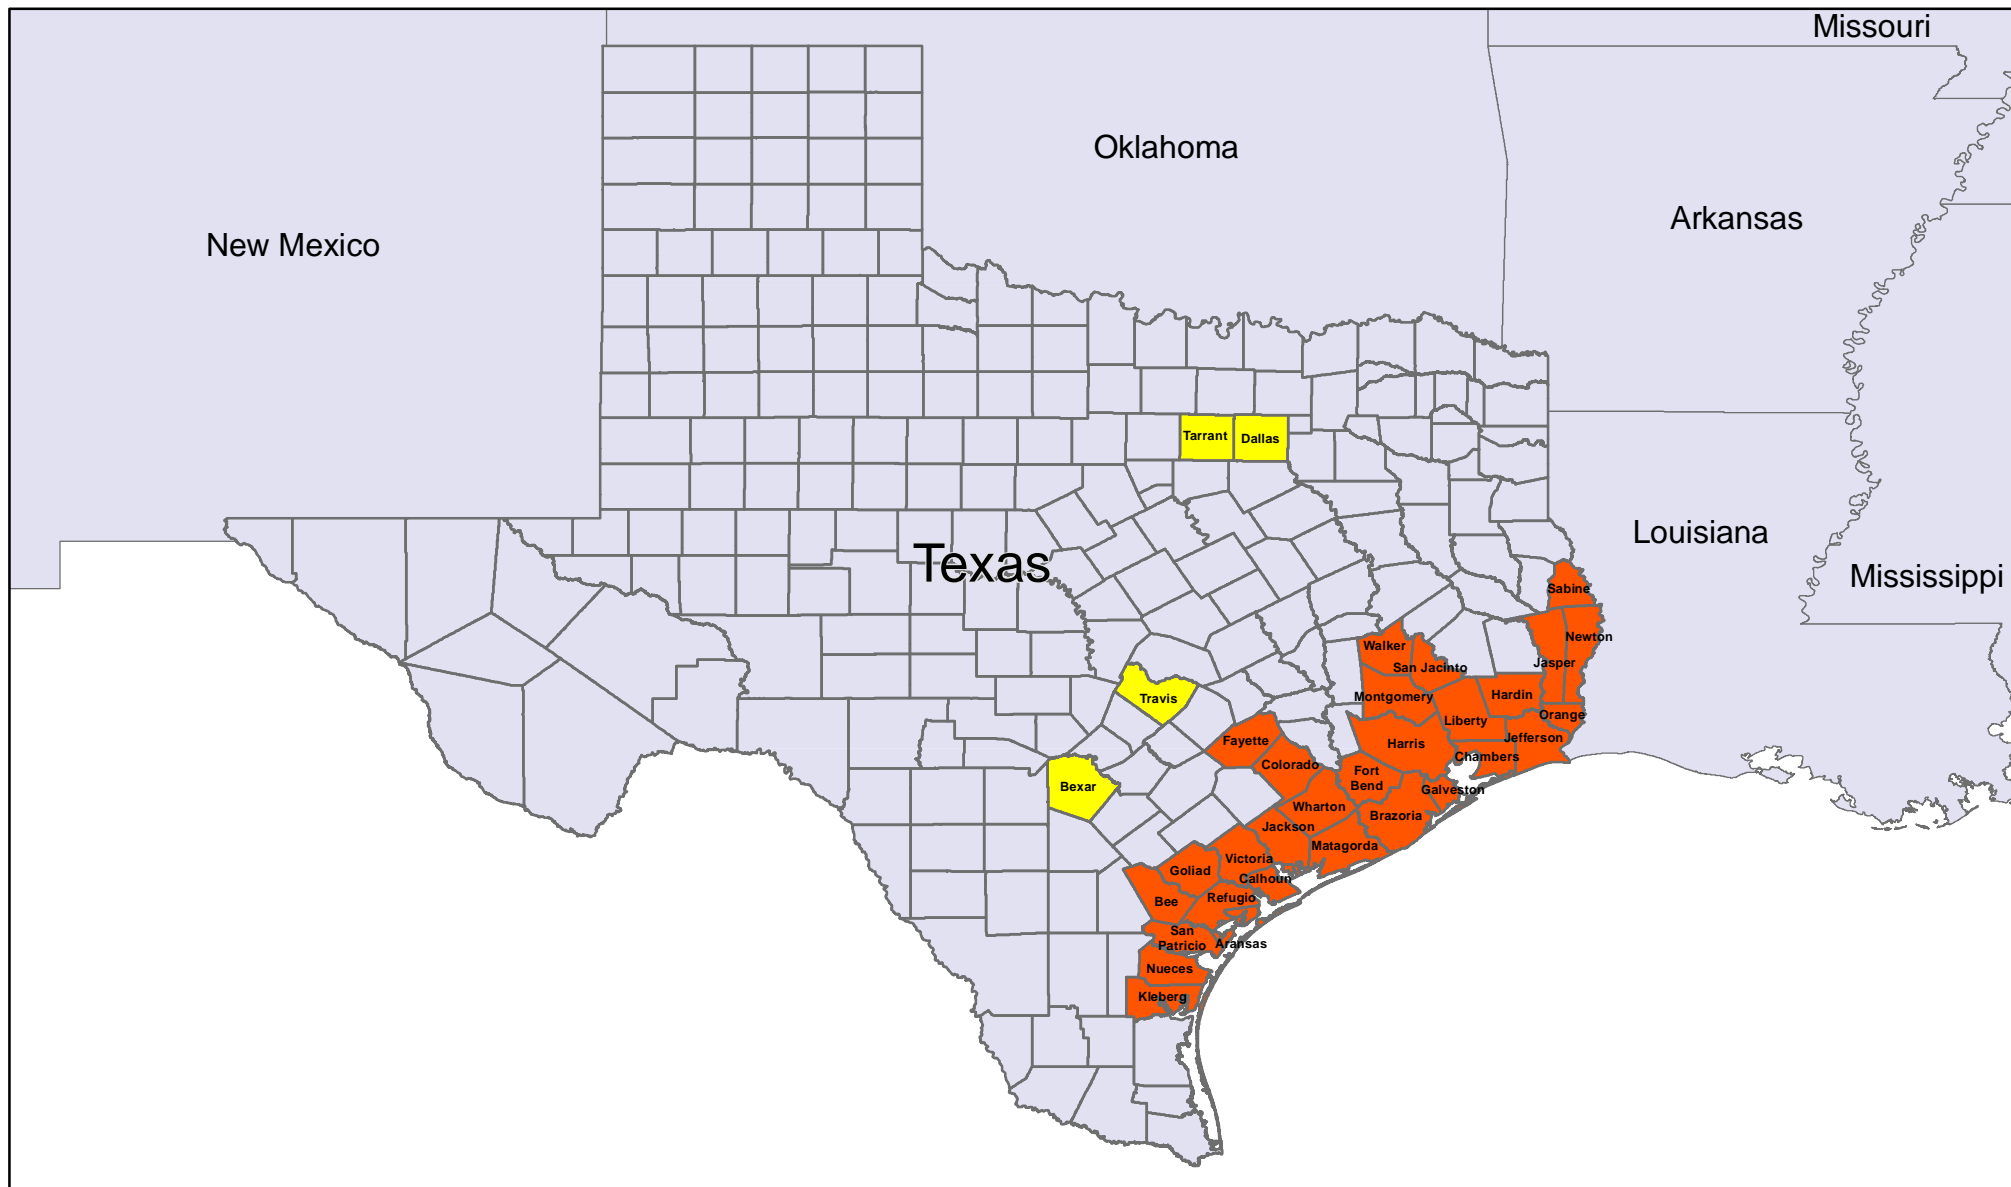 Missouri
Oklahoma
Arkansas
New Mexico
Tarrant
Dallas
Louisiana
Texas
Mississippi
Sabine
Newton
Walker
Jasper
San Jacinto
Hardin
Montgomery
Travis
Orange
Liberty
Jefferson
Fayette
Harris
Chambers
Colorado
Fort
Bend
Bexar
Galveston
Wharton
Brazoria
Jackson
Matagorda
Victoria
Goliad
Calhoun
Refugio
Bee
San
Patricio
Aransas
Nueces
Kleberg